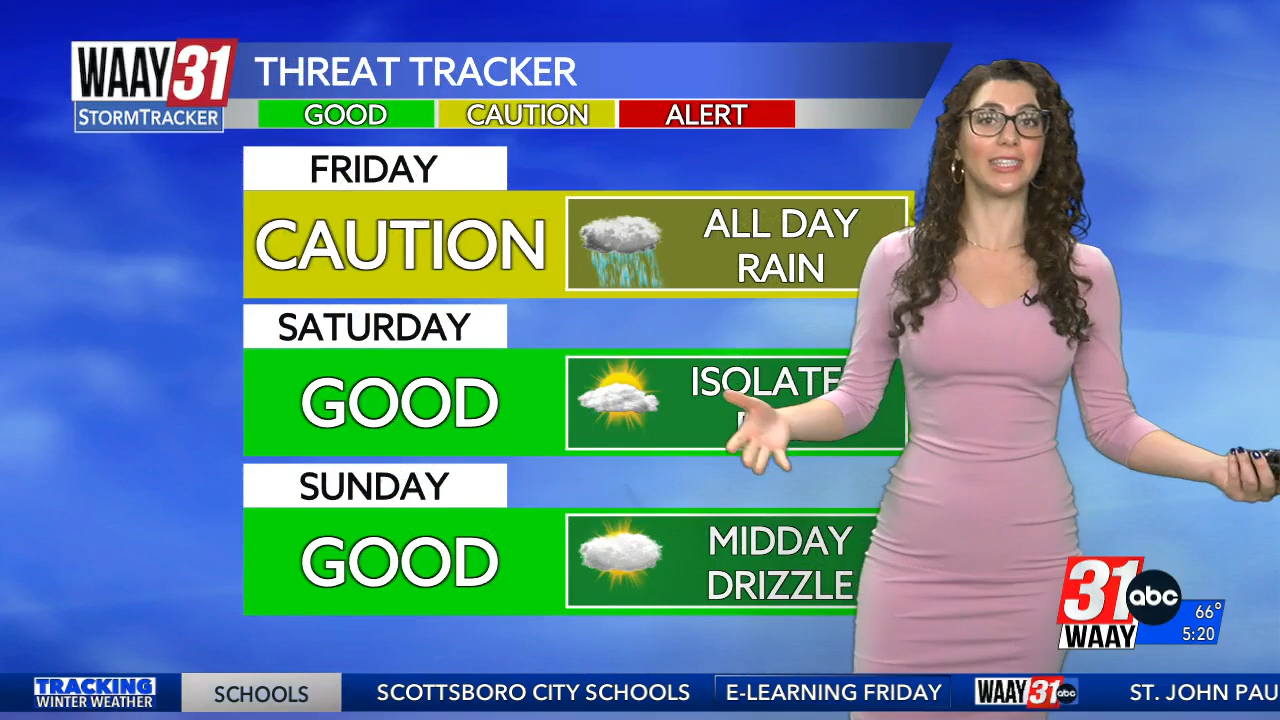 WAAY 31
STORMTRACKER
THREAT TRACKER
GOOD
CAUTION
ALERT
FRIDAY
CAUTION
ALL DAY
RAIN
SATURDAY
GOOD
ISOLATE
SUNDAY
GOOD
MIDDAY
DRIZZLE
31
abc
WAAY
66°
5:20
TRACKING
WINTER WEATHER
SCHOOLS
SCOTTSBORO CITY SCHOOLS
E-LEARNING FRIDAY
WAAY 31 abc
ST. JOHN PAU